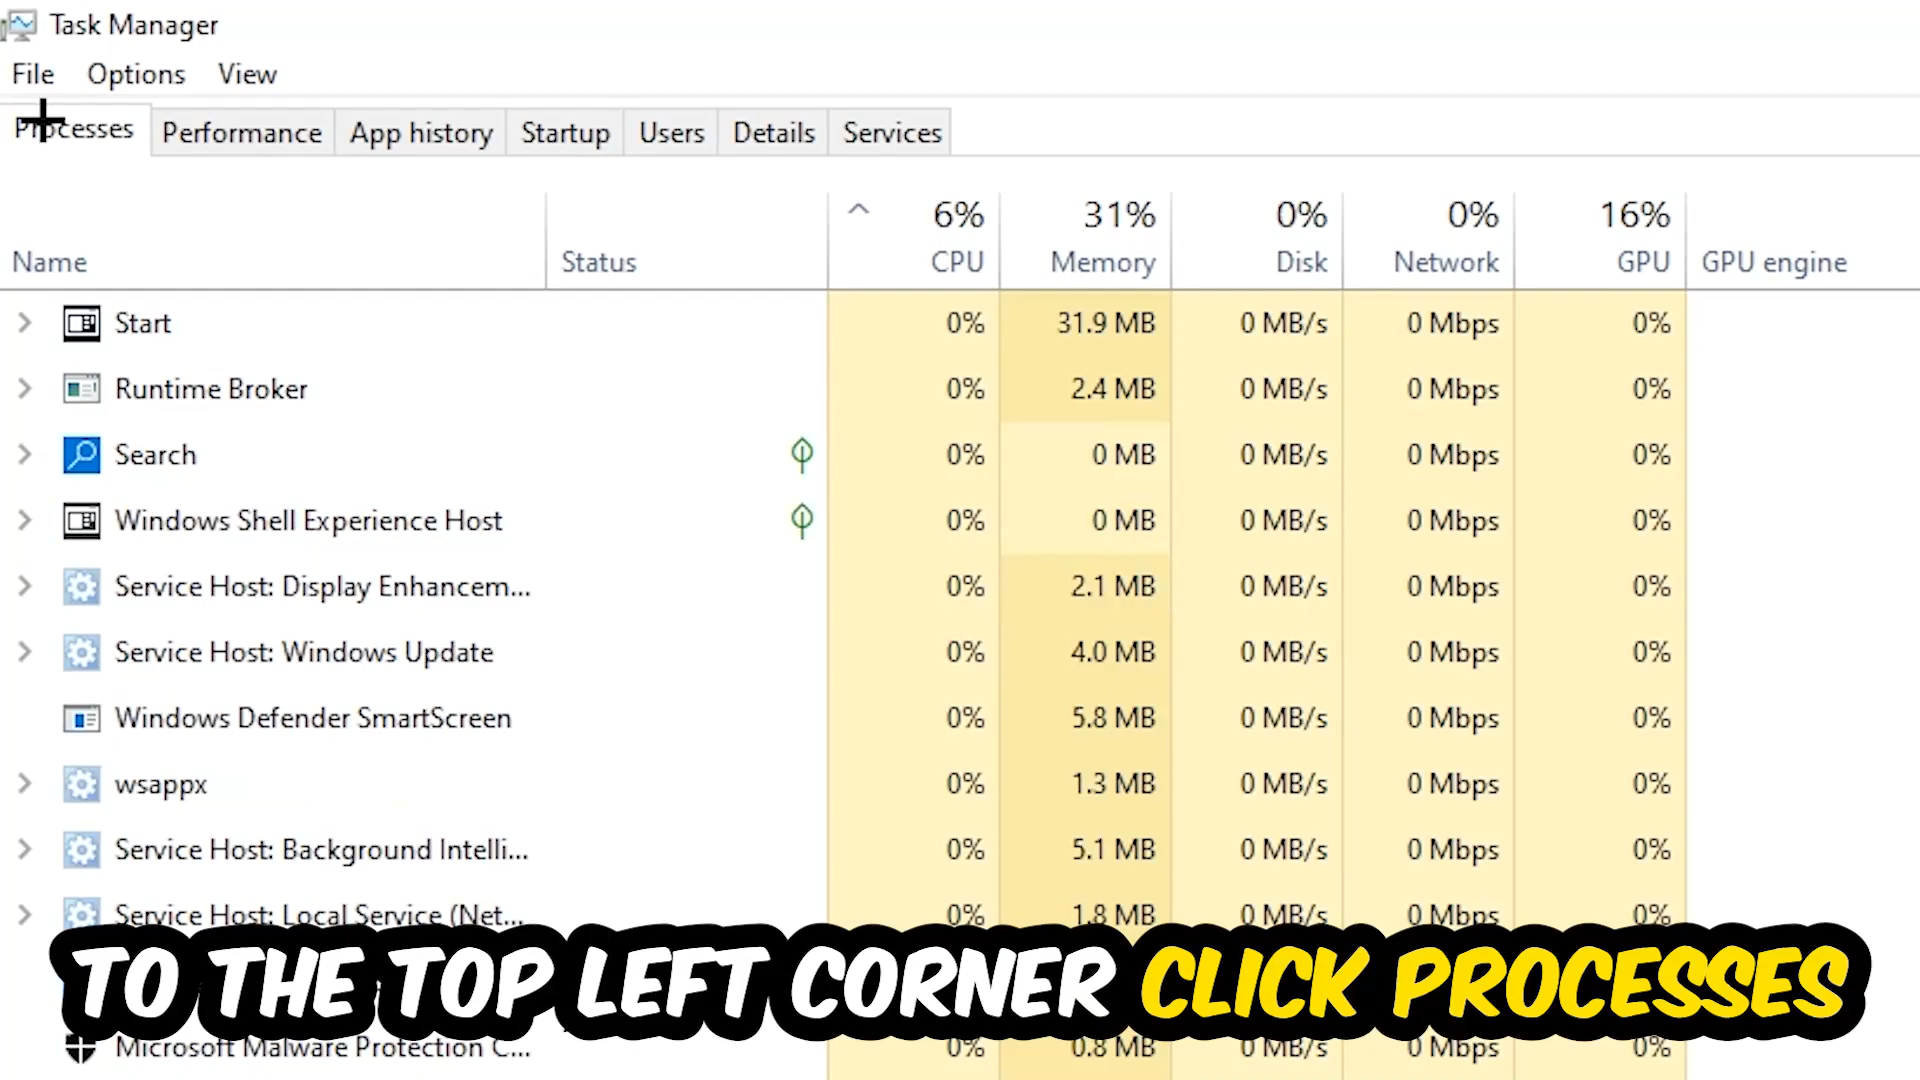 Task Manager
File Options View
Processes Performance App history Startup Users Details Services
6% 31% 0% 0% 16%
Name Status CPU Memory Disk Network GPU GPU engine
Start 0% 31.9 MB 0 MB/s 0 Mbps 0%
Runtime Broker 0% 2.4 MB 0 MB/s 0 Mbps 0%
Search 0% 0 MB 0 MB/s 0 Mbps 0%
Windows Shell Experience Host 0% 0 MB 0 MB/s 0 Mbps 0%
Service Host: Display Enhancem... 0% 2.1 MB 0 MB/s 0 Mbps 0%
Service Host: Windows Update 0% 4.0 MB 0 MB/s 0 Mbps 0%
Windows Defender SmartScreen 0% 5.8 MB 0 MB/s 0 Mbps 0%
wsappx 0% 1.3 MB 0 MB/s 0 Mbps 0%
Service Host: Background Intelli... 0% 5.1 MB 0 MB/s 0 Mbps 0%
Service Host: Local Service (Net... 0% 1.8 MB 0 MB/s 0 Mbps 0%
TO THE TOP LEFT CORNER CLICK PROCESSES
Microsoft Malware Protection C... 0% 0.8 MB 0 MB/s 0 Mbps 0%